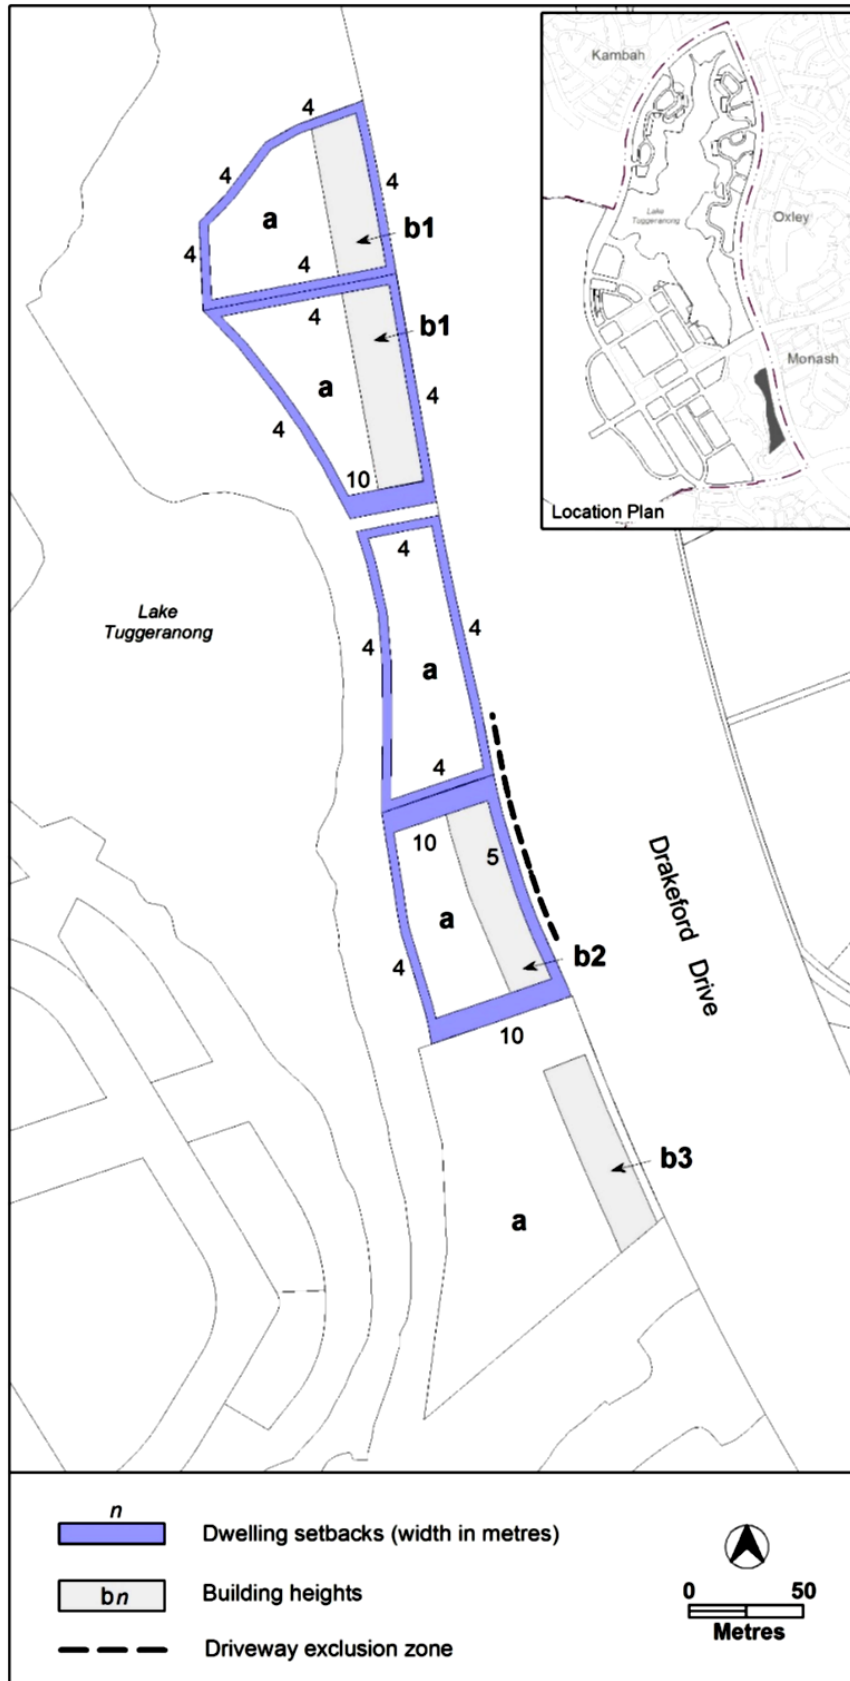 Kambah
Lake
Tuggeranong
Oxley
Monash
Location Plan
4
4
4
4
a
b1
4
4
b1
a
4
4
10
4
Lake
Tuggeranong
4
4
a
4
10
5
a
b2
4
10
Drakeford Drive
b3
a
n
Dwelling setbacks (width in metres)
bn
Building heights
Driveway exclusion zone
0 50
Metres